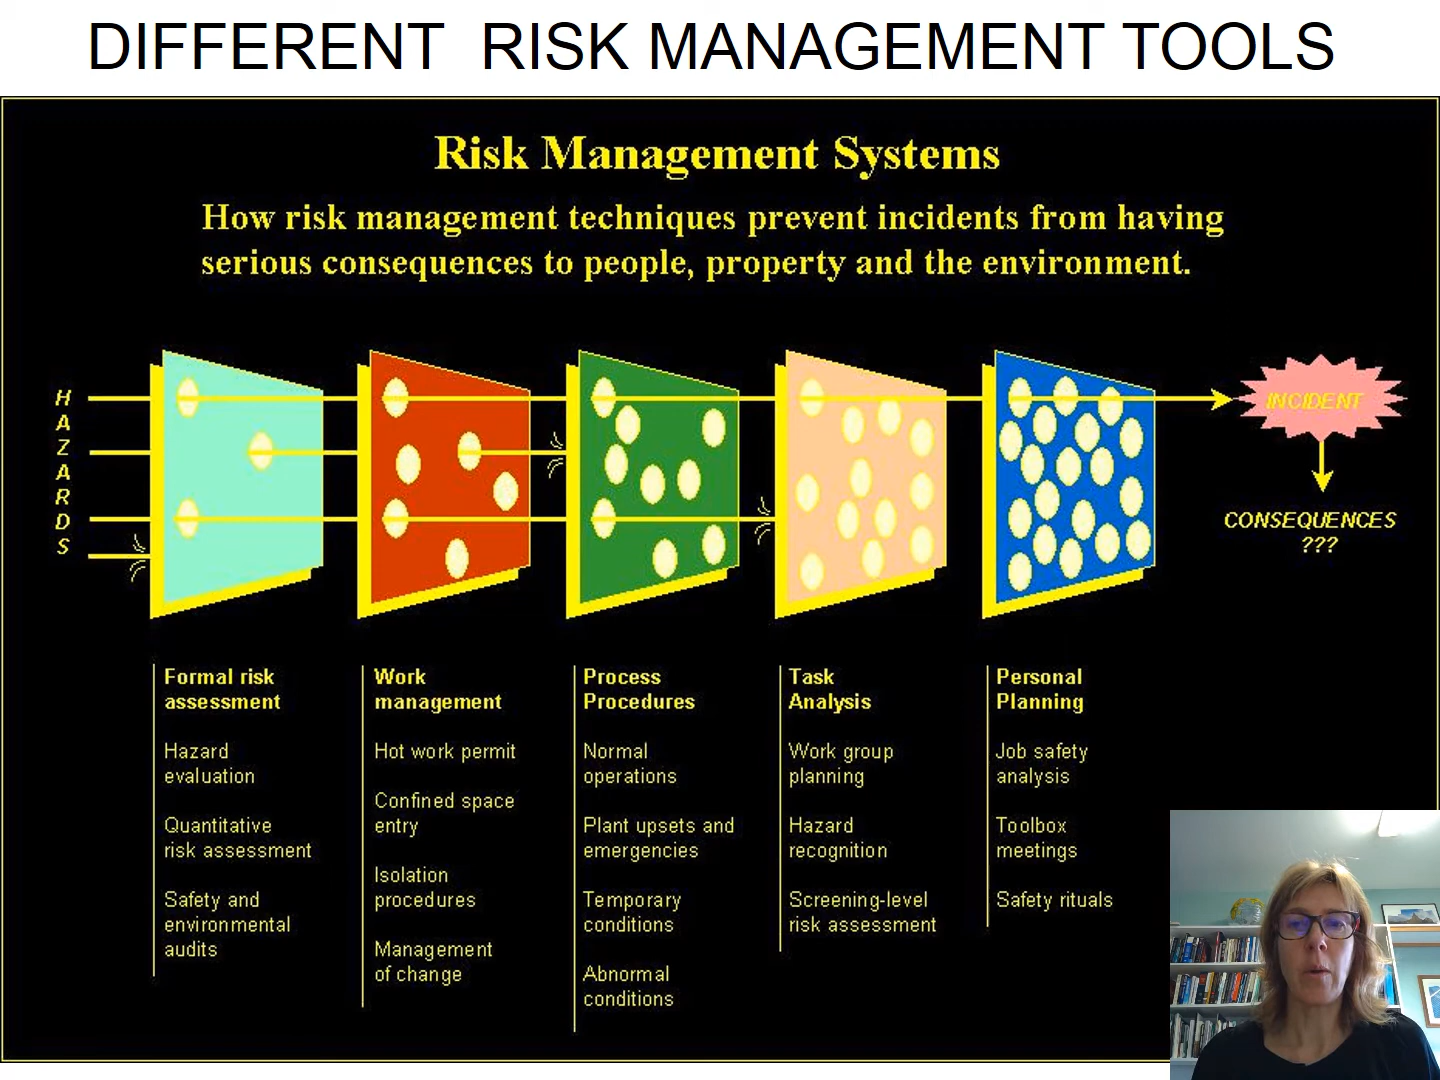 DIFFERENT RISK MANAGEMENT TOOLS
Risk Management Systems
How risk management techniques prevent incidents from having
serious consequences to people, property and the environment.
H
A
Z
A
R
D
S
INCIDENT
CONSEQUENCES
???
Formal risk
assessment
Hazard
evaluation
Quantitative
risk assessment
Safety and
environmental
audits
Work
management
Hot work permit
Confined space
entry
Isolation
procedures
Management
of change
Process
Procedures
Normal
operations
Plant upsets and
emergencies
Temporary
conditions
Abnormal
conditions
Task
Analysis
Work group
planning
Hazard
recognition
Screening-level
risk assessment
Personal
Planning
Job safety
analysis
Toolbox
meetings
Safety rituals